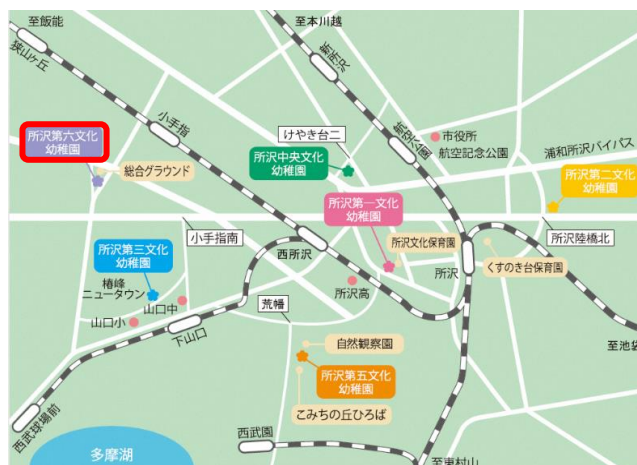 至飯能
至本川越
狭山ヶ丘
新所沢
小手指
所沢第六文化
幼稚園
けやき台二
航空公園
市役所
航空記念公園
浦和所沢バイパス
総合グラウンド
所沢中央文化
幼稚園
所沢第二文化
幼稚園
所沢第一文化
幼稚園
小手指南
所沢陸橋北
所沢第三文化
幼稚園
西所沢
所沢文化保育園
所沢
くすのき台保育園
椿峰
ニュータウン
山口中
所沢高
荒幡
山口小
下山口
自然観察園
至池袋
所沢第五文化
幼稚園
こみちの丘ひろば
西武球場前
西武園
多摩湖
至東村山